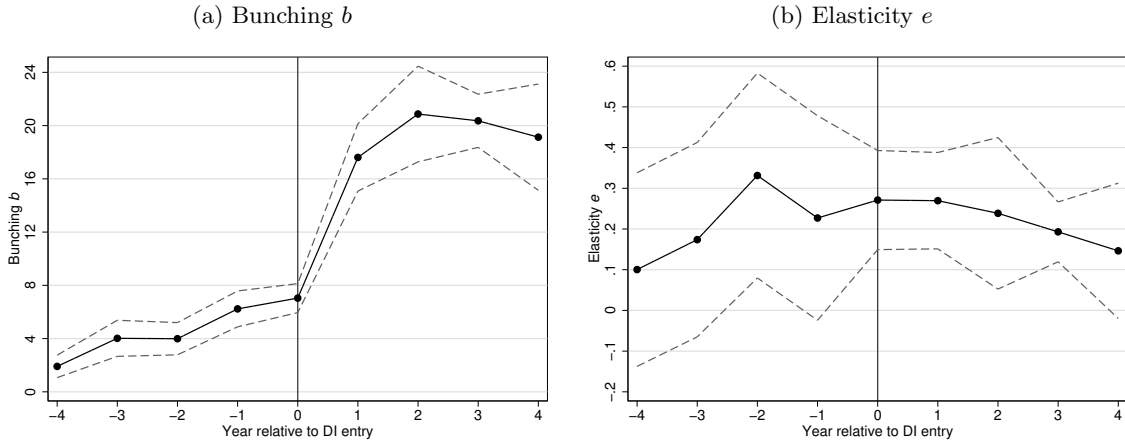 (a) Bunching b
(b) Elasticity e
Bunching b
24
20
16
12
8
4
0
−4 −3 −2 −1 0 1 2 3 4
Year relative to DI entry
Elasticity e
.6
.5
.4
.3
.2
.1
0
−.1
−.2
−4 −3 −2 −1 0 1 2 3 4
Year relative to DI entry